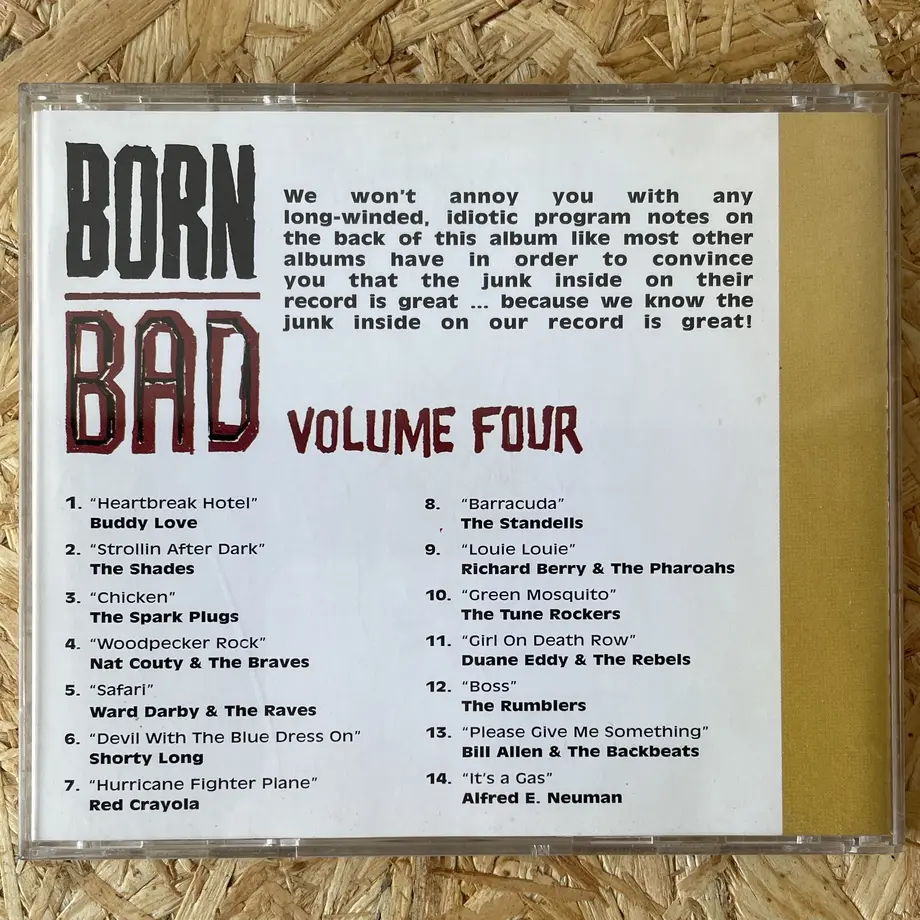 BORN
BAD
We won't annoy you with any
long-winded, idiotic program notes on
the back of this album like most other
albums have in order to convince
you that the junk inside on their
record is great ... because we know the
junk inside on our record is great!
VOLUME FOUR
1. "Heartbreak Hotel"
Buddy Love
2. "Strollin After Dark"
The Shades
3. "Chicken"
The Spark Plugs
4. "Woodpecker Rock"
Nat Couty & The Braves
5. "Safari"
Ward Darby & The Raves
6. "Devil With The Blue Dress On"
Shorty Long
7. "Hurricane Fighter Plane"
Red Crayola
8. "Barracuda"
The Standells
9. "Louie Louie"
Richard Berry & The Pharoahs
10. "Green Mosquito"
The Tune Rockers
11. "Girl On Death Row"
Duane Eddy & The Rebels
12. "Boss"
The Rumblers
13. "Please Give Me Something"
Bill Allen & The Backbeats
14. "It's a Gas"
Alfred E. Neuman